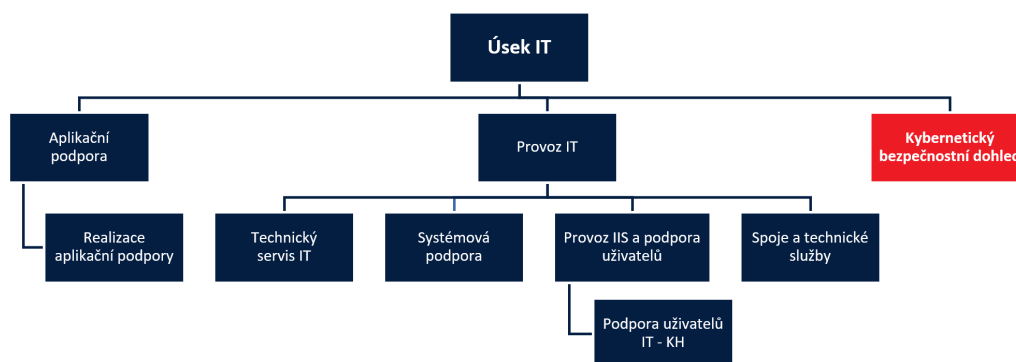 Úsek IT
Aplikační
podpora
Provoz IT
Kybernetický
bezpečnostní dohled
Realizace
aplikační podpory
Technický
servis IT
Systémová
podpora
Provoz IIS a podpora
uživatelů
Spoje a technické
služby
Podpora uživatelů
IT - KH